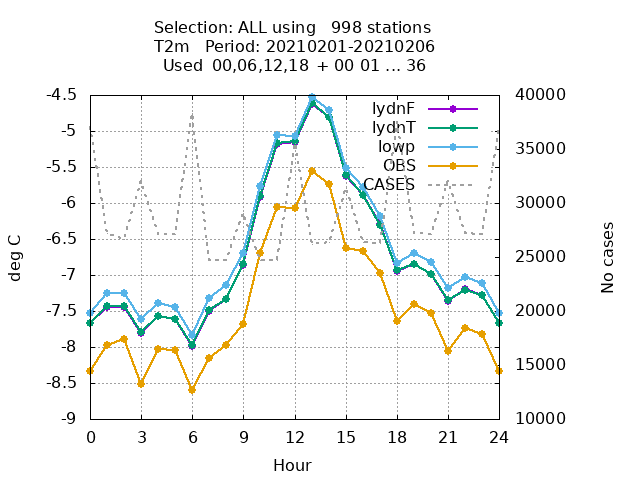 Selection: ALL using 998 stations
T2m Period: 20210201-20210206
Used 00,06,12,18 + 00 01 ... 36
-4.5
-5
-5.5
-6
-6.5
-7
-7.5
-8
-8.5
-9
40000
35000
30000
25000
20000
15000
10000
lydnF
lydnT
lowp
OBS
CASES
deg C
No cases
0 3 6 9 12 15 18 21 24
Hour